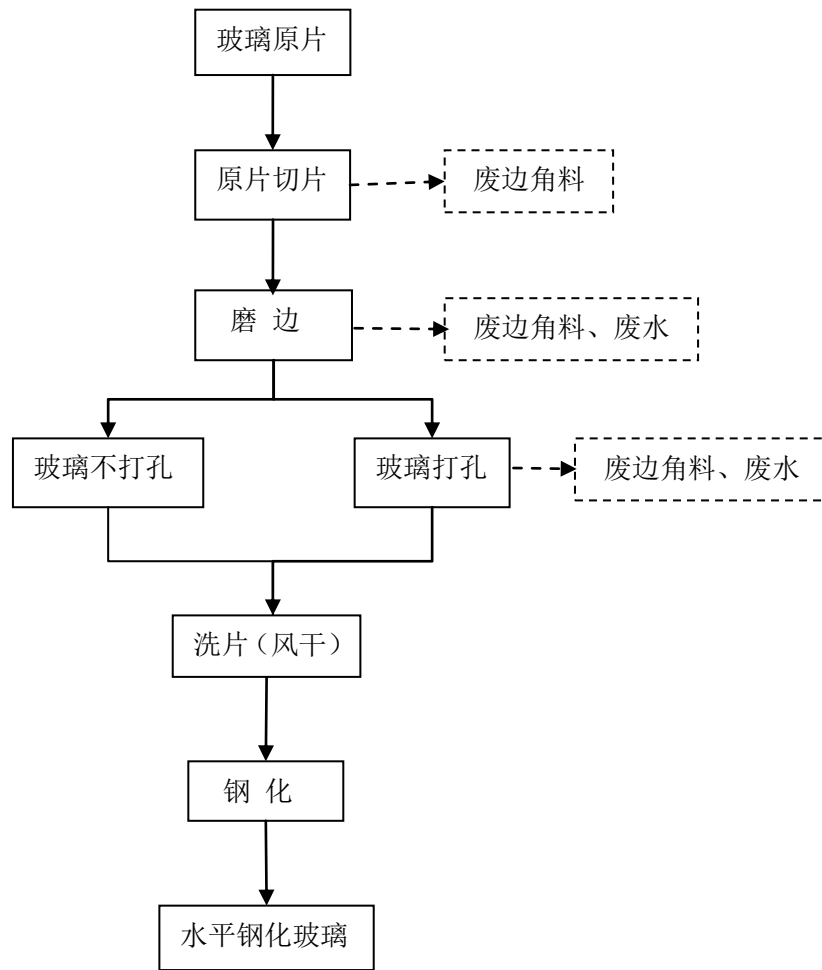 玻璃原片
原片切片
废边角料
磨 边
废边角料、废水
玻璃不打孔
玻璃打孔
废边角料、废水
洗片（风干）
钢 化
水平钢化玻璃